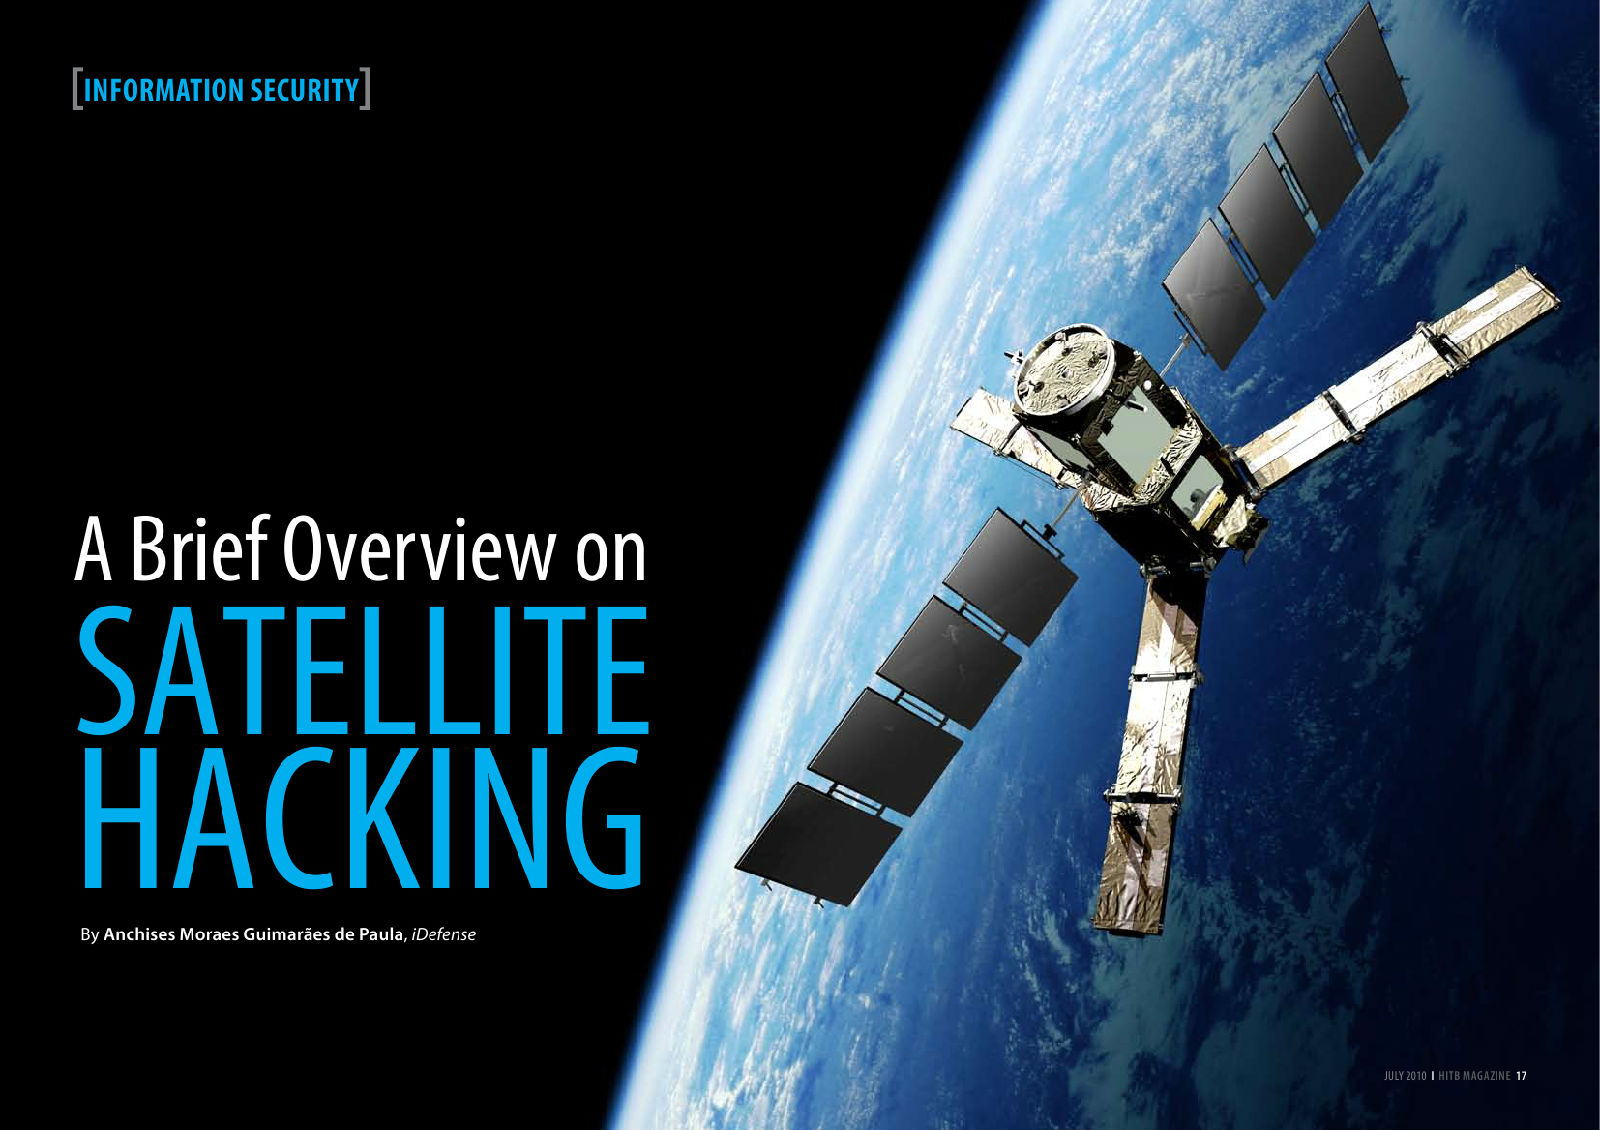 [INFORMATION SECURITY]
A Brief Overview on
SATELLITE
HACKING
By Anchises Moraes Guimarães de Paula, iDefense
JULY 2010 I HITB MAGAZINE 17